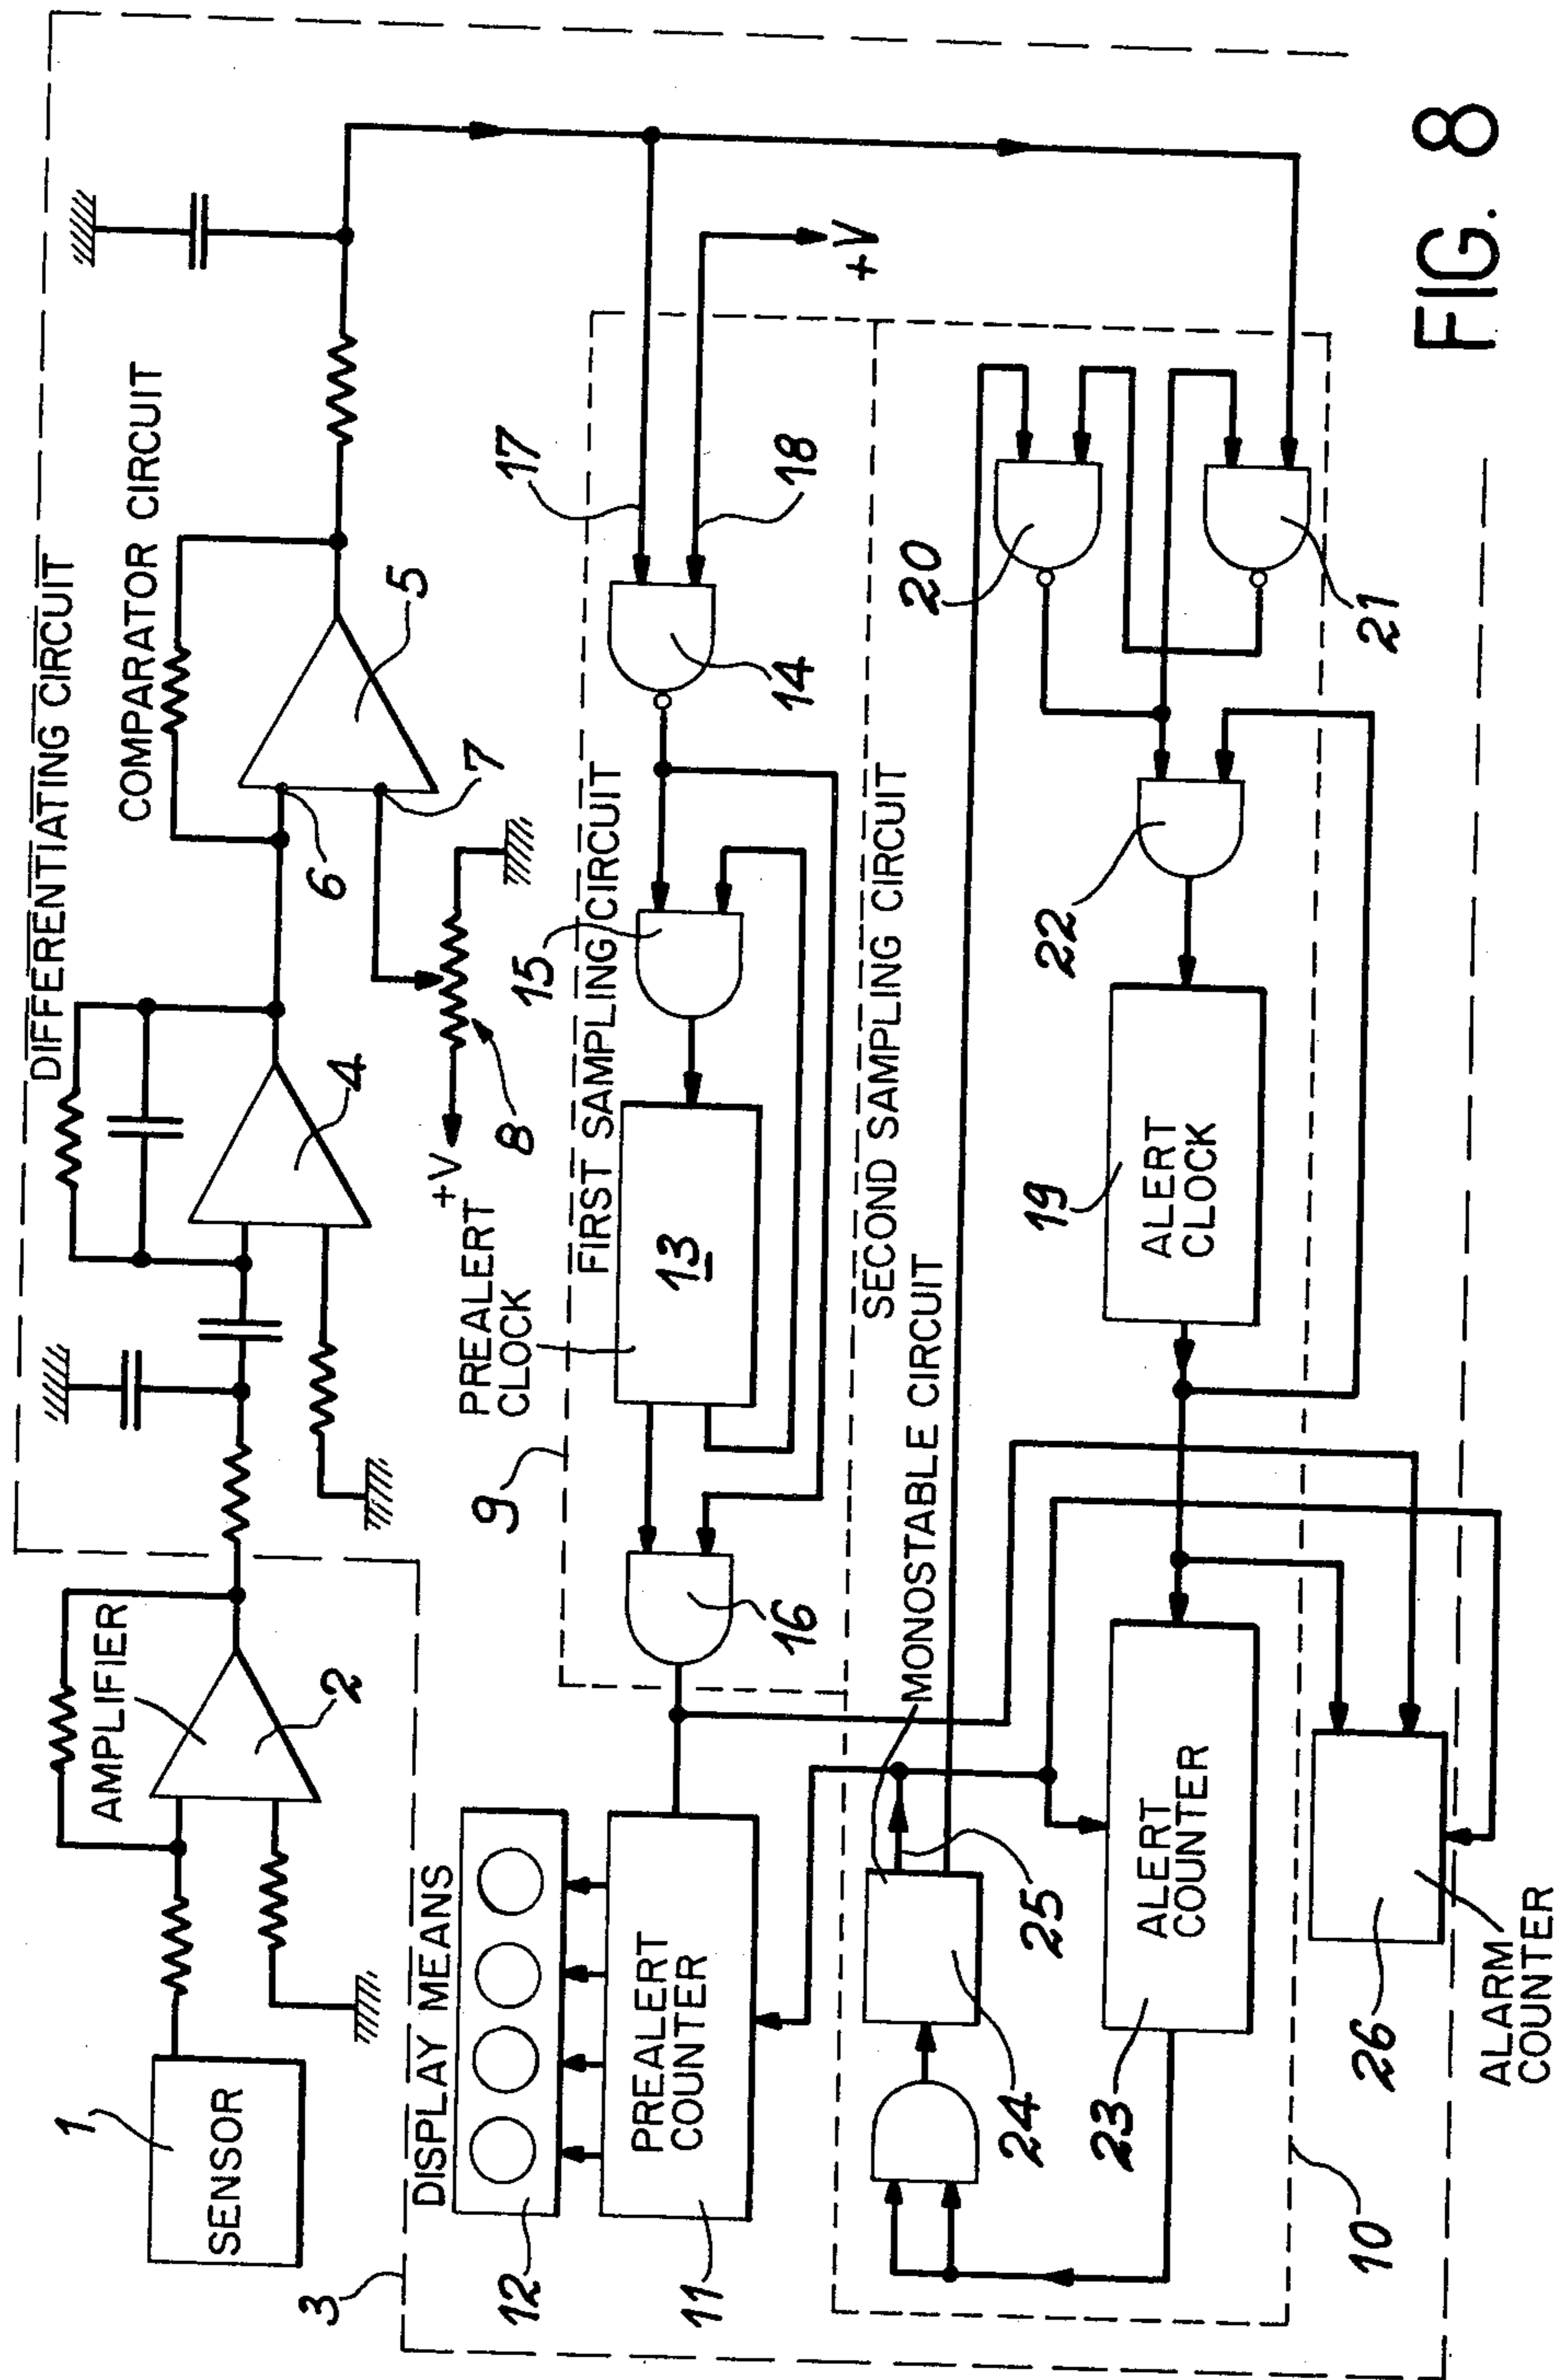 DIFFERENTIATING CIRCUIT
COMPARATOR CIRCUIT
AMPLIFIER
1
SENSOR
2
4
5
6
7
+V
8
3
DISPLAY MEANS
12
PREALERT
COUNTER
11
PREALERT
CLOCK
9
FIRST SAMPLING CIRCUIT
13
14
15
16
17
18
+V
SECOND SAMPLING CIRCUIT
MONOSTABLE CIRCUIT
24
25
20
21
22
19
ALERT
CLOCK
ALERT
COUNTER
23
10
26
ALARM
COUNTER
FIG. 8